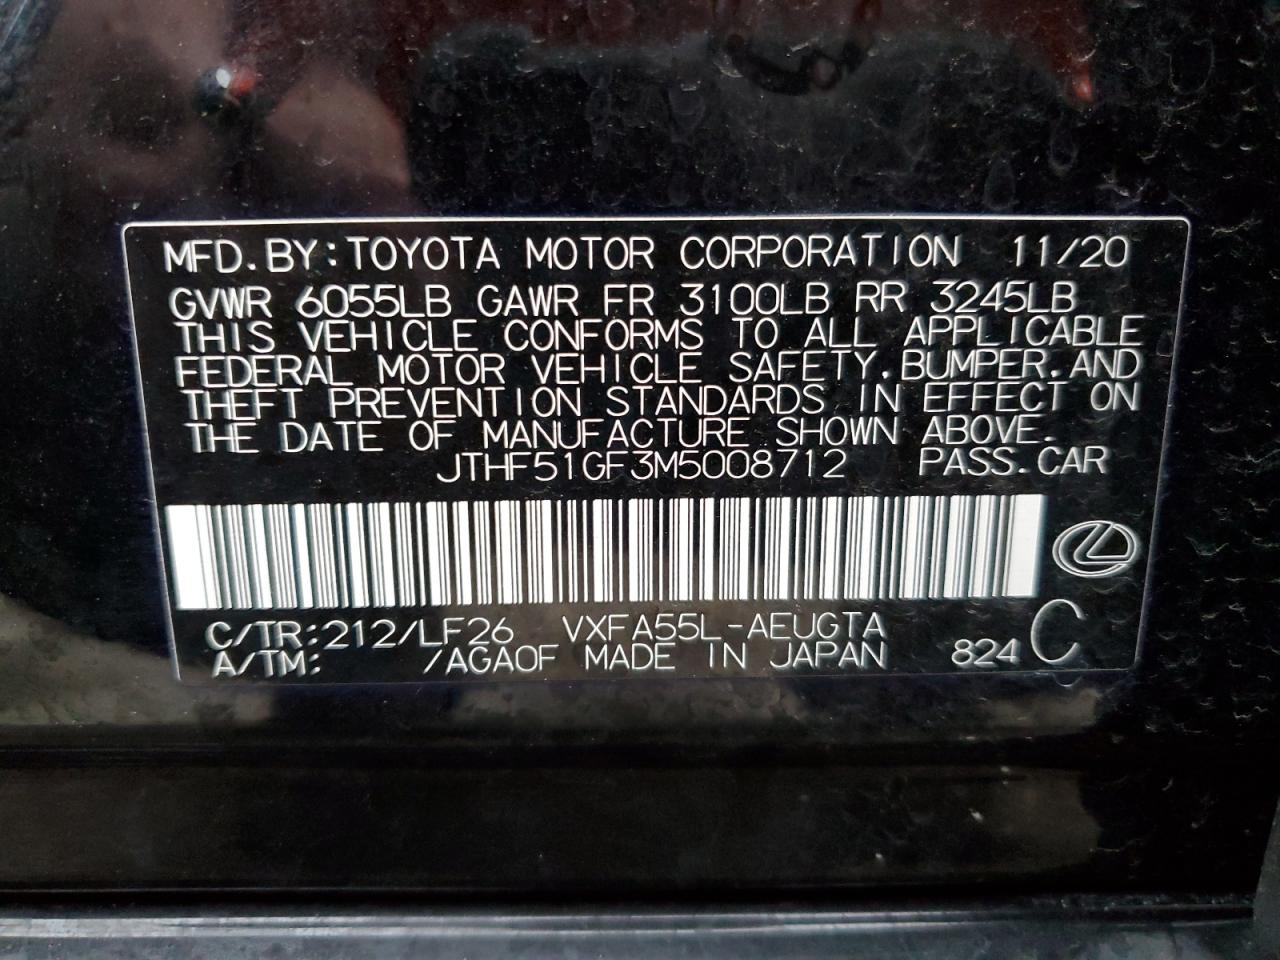 MFD.BY:TOYOTA MOTOR CORPORATION 11/20
GVWR 6055LB GAWR FR 3100LB RR 3245LB
THIS VEHICLE CONFORMS TO ALL APPLICABLE
FEDERAL MOTOR VEHICLE SAFETY,BUMPER,AND
THEFT PREVENTION STANDARDS IN EFFECT ON
THE DATE OF MANUFACTURE SHOWN ABOVE.
JTHF51GF3M5008712 PASS.CAR
C/TR:212/LF26 VXFA55L-AEUGTA
A/TM: /AGA0F MADE IN JAPAN 824 C